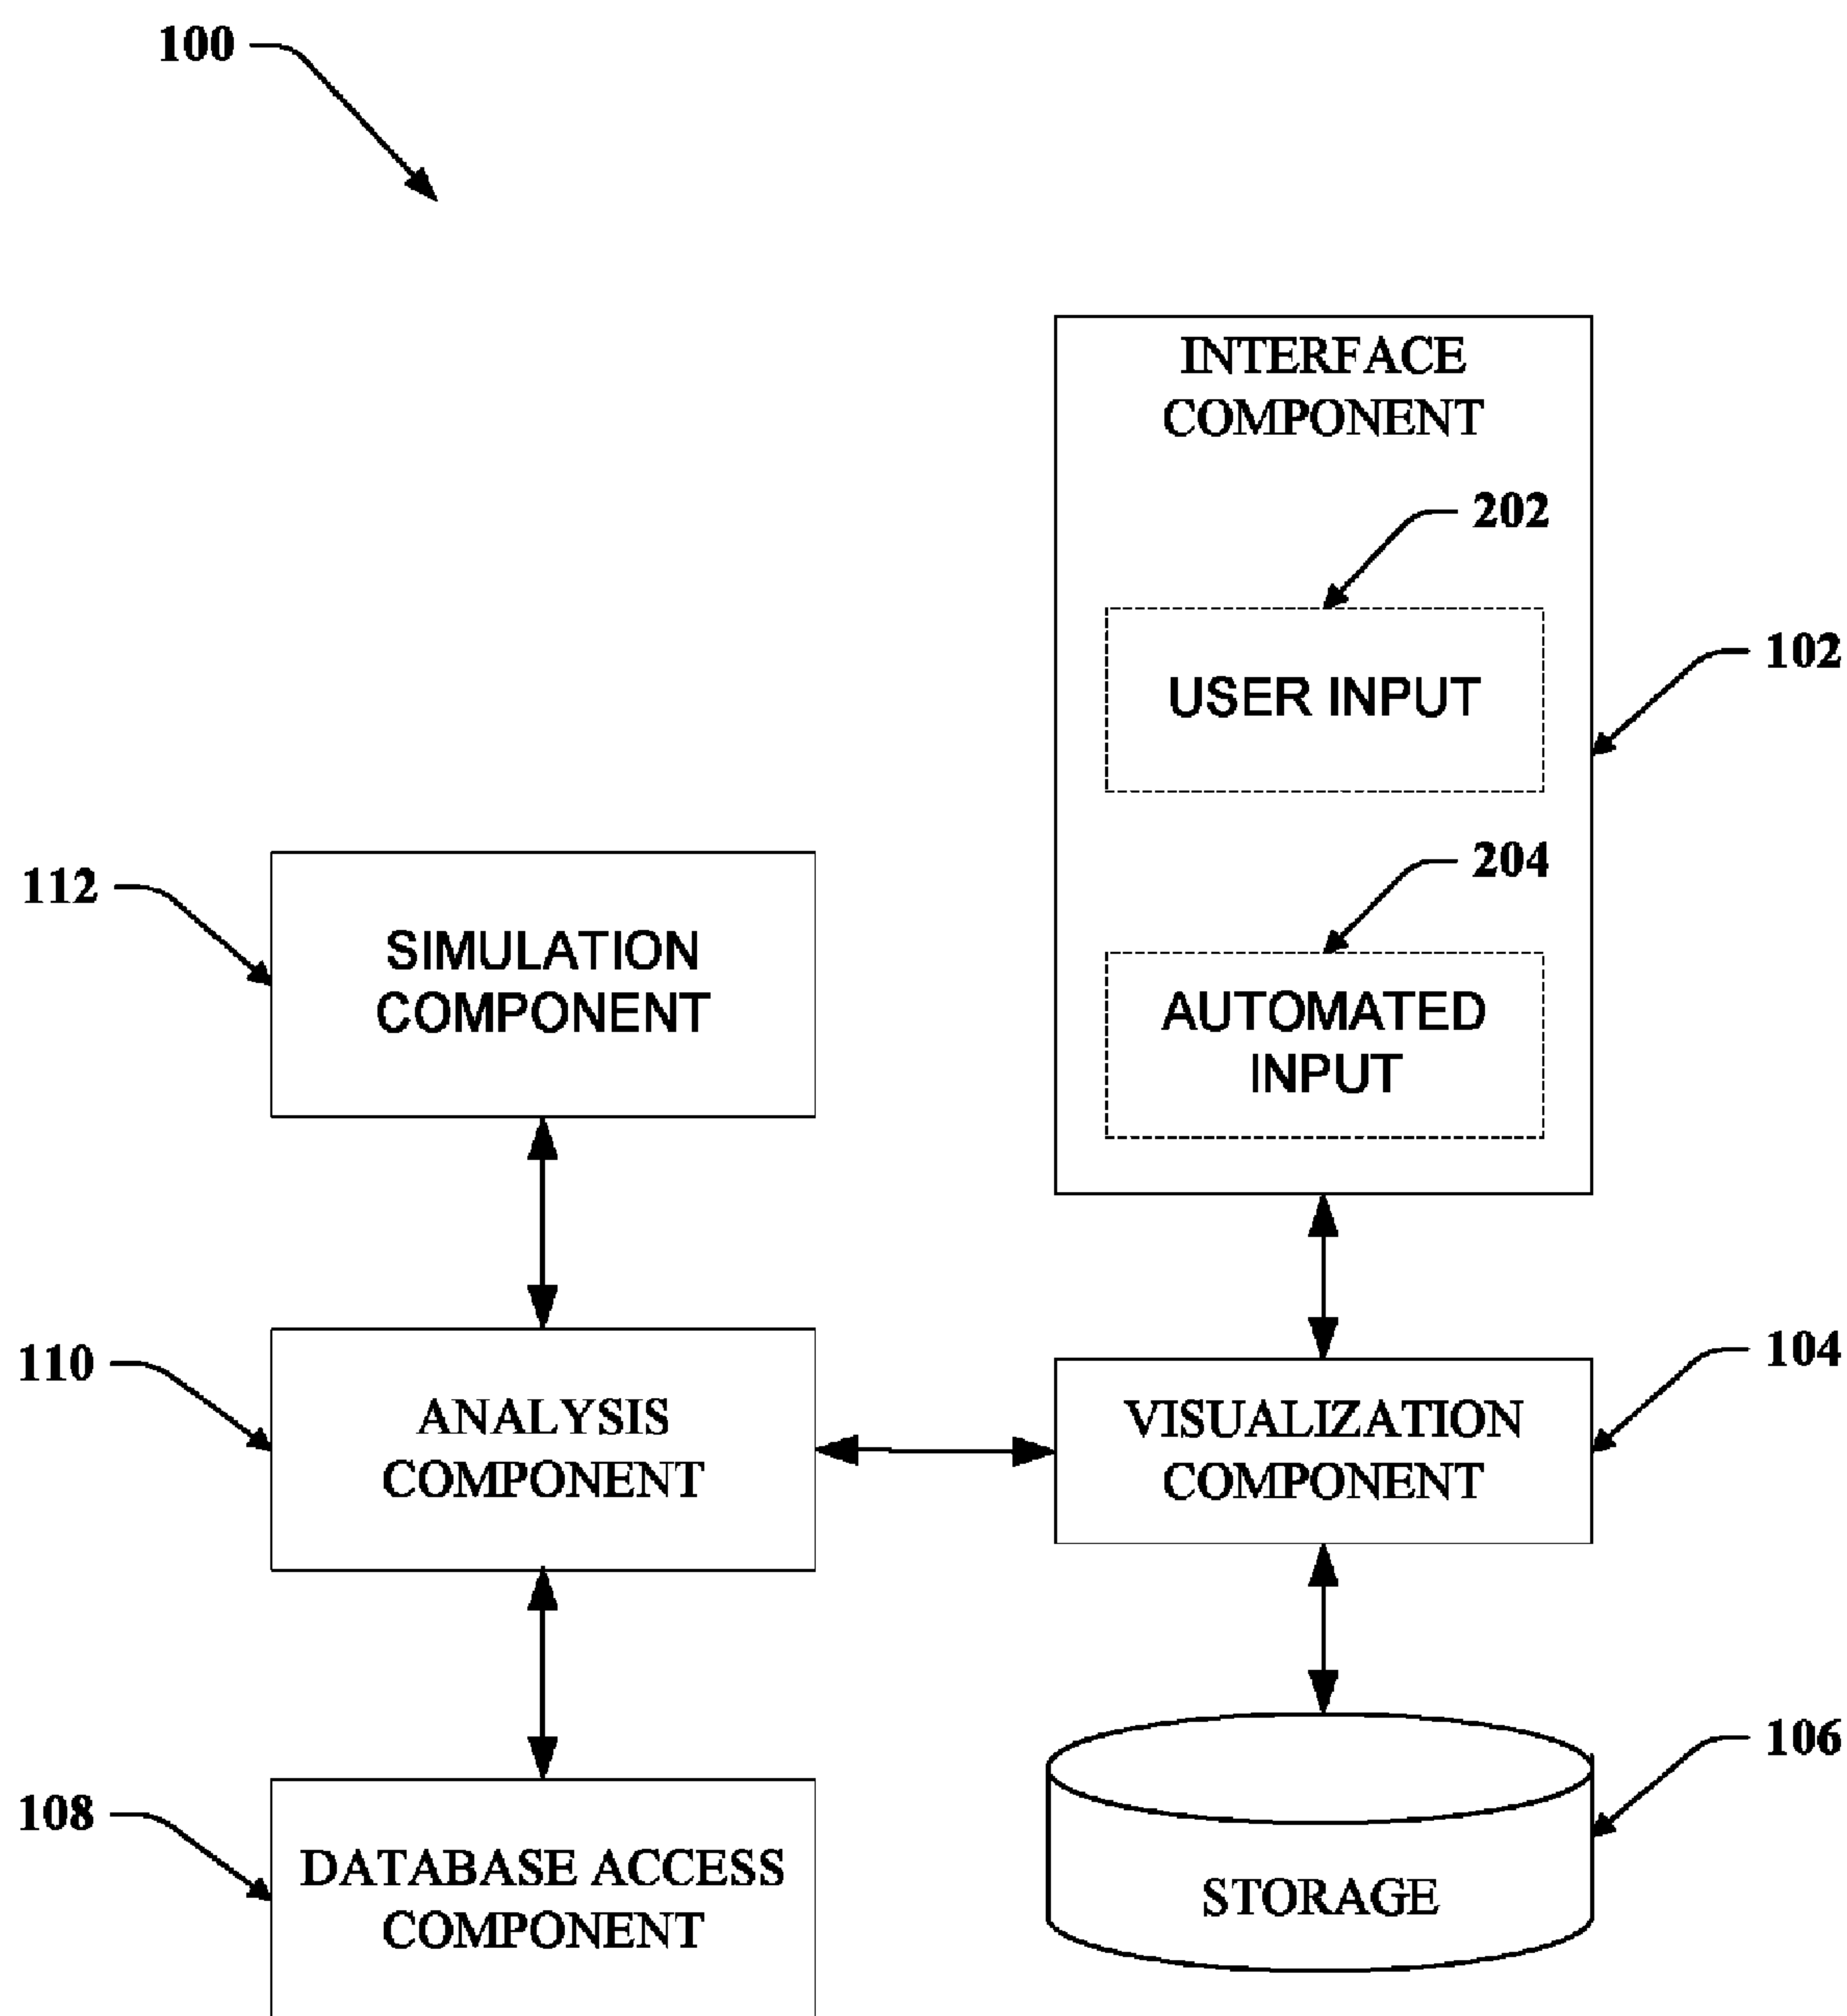 100
INTERFACE
COMPONENT
202
USER INPUT
102
204
AUTOMATED
INPUT
112
SIMULATION
COMPONENT
110
ANALYSIS
COMPONENT
104
VISUALIZATION
COMPONENT
108
DATABASE ACCESS
COMPONENT
106
STORAGE